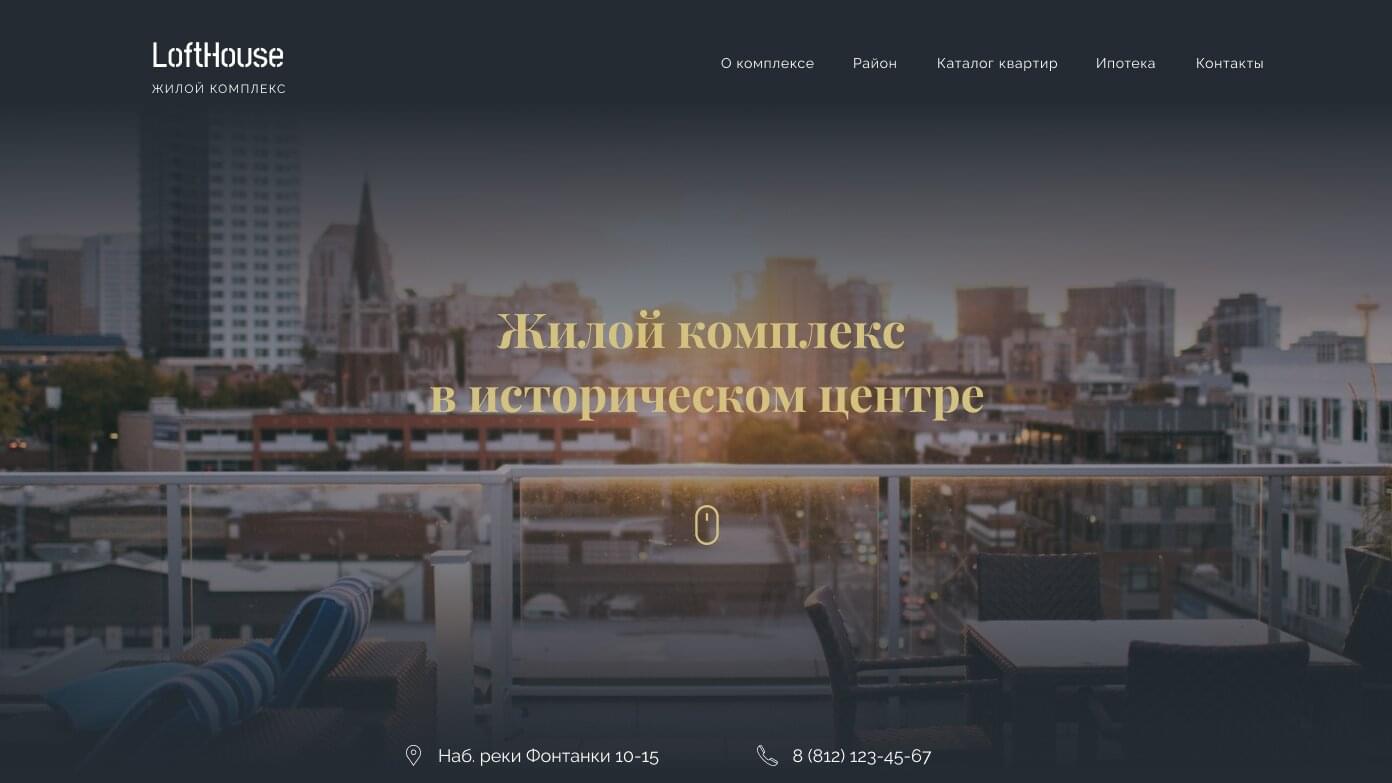 LoftHouse
ЖИЛОЙ КОМПЛЕКС
О комплексе Район Каталог квартир Ипотека Контакты
Жилой комплекс
в историческом центре
Наб. реки Фонтанки 10-15 8 (812) 123-45-67